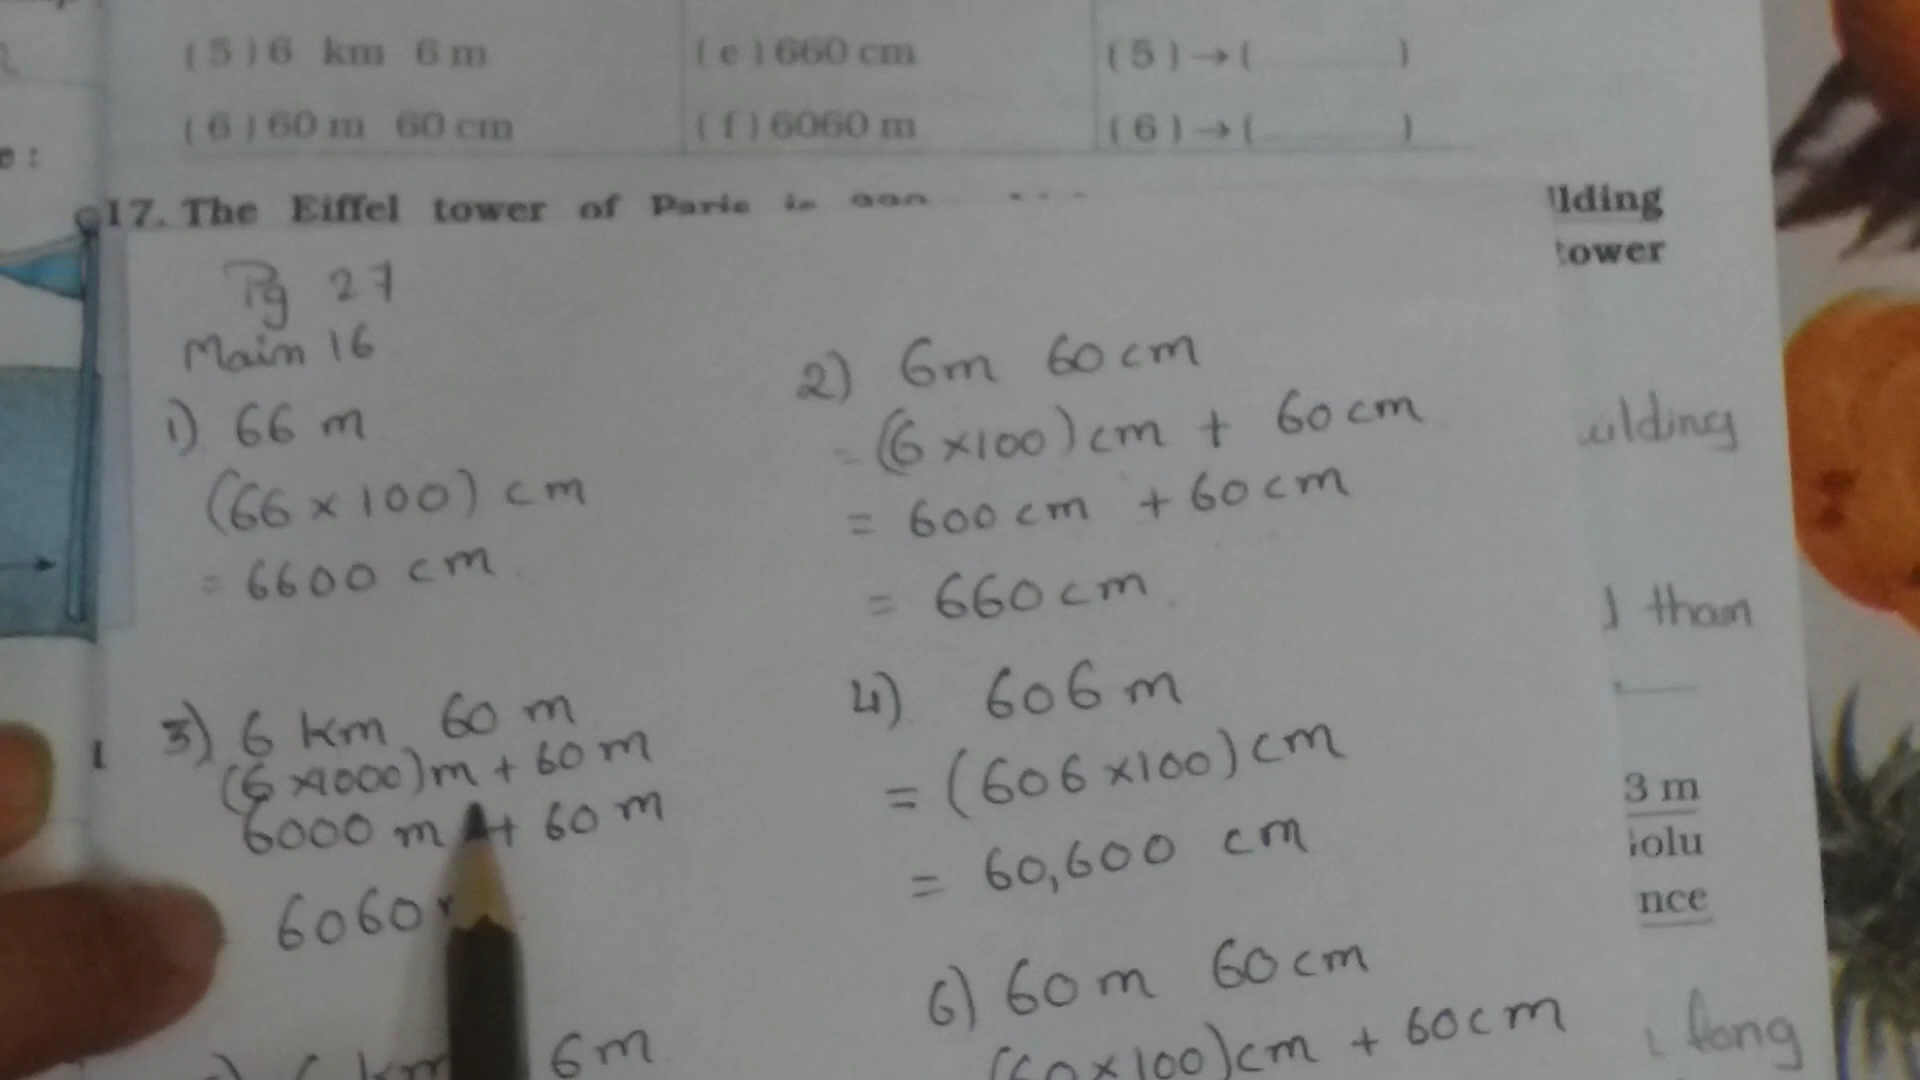 (5) 6 km 6 m (e) 660 cm (5) → ( )
(6) 60 m 60 cm (f) 6060 m (6) → ( )
e :
17. The Eiffel tower of Paris is lding
tower
Pg 27
Main 16
1) 66 m
(66 × 100) cm
= 6600 cm
2) 6m 60 cm
= (6 ×100) cm + 60 cm
= 600 cm + 60 cm
= 660 cm
3) 6 km 60 m
(6 ×1000) m + 60 m
6000 m + 60 m
6060
4) 606 m
= (606 ×100) cm
= 60,600 cm
6) 60 m 60 cm
×100) cm + 60 cm
km 6m
uilding
than
3 m
olu
nce
long